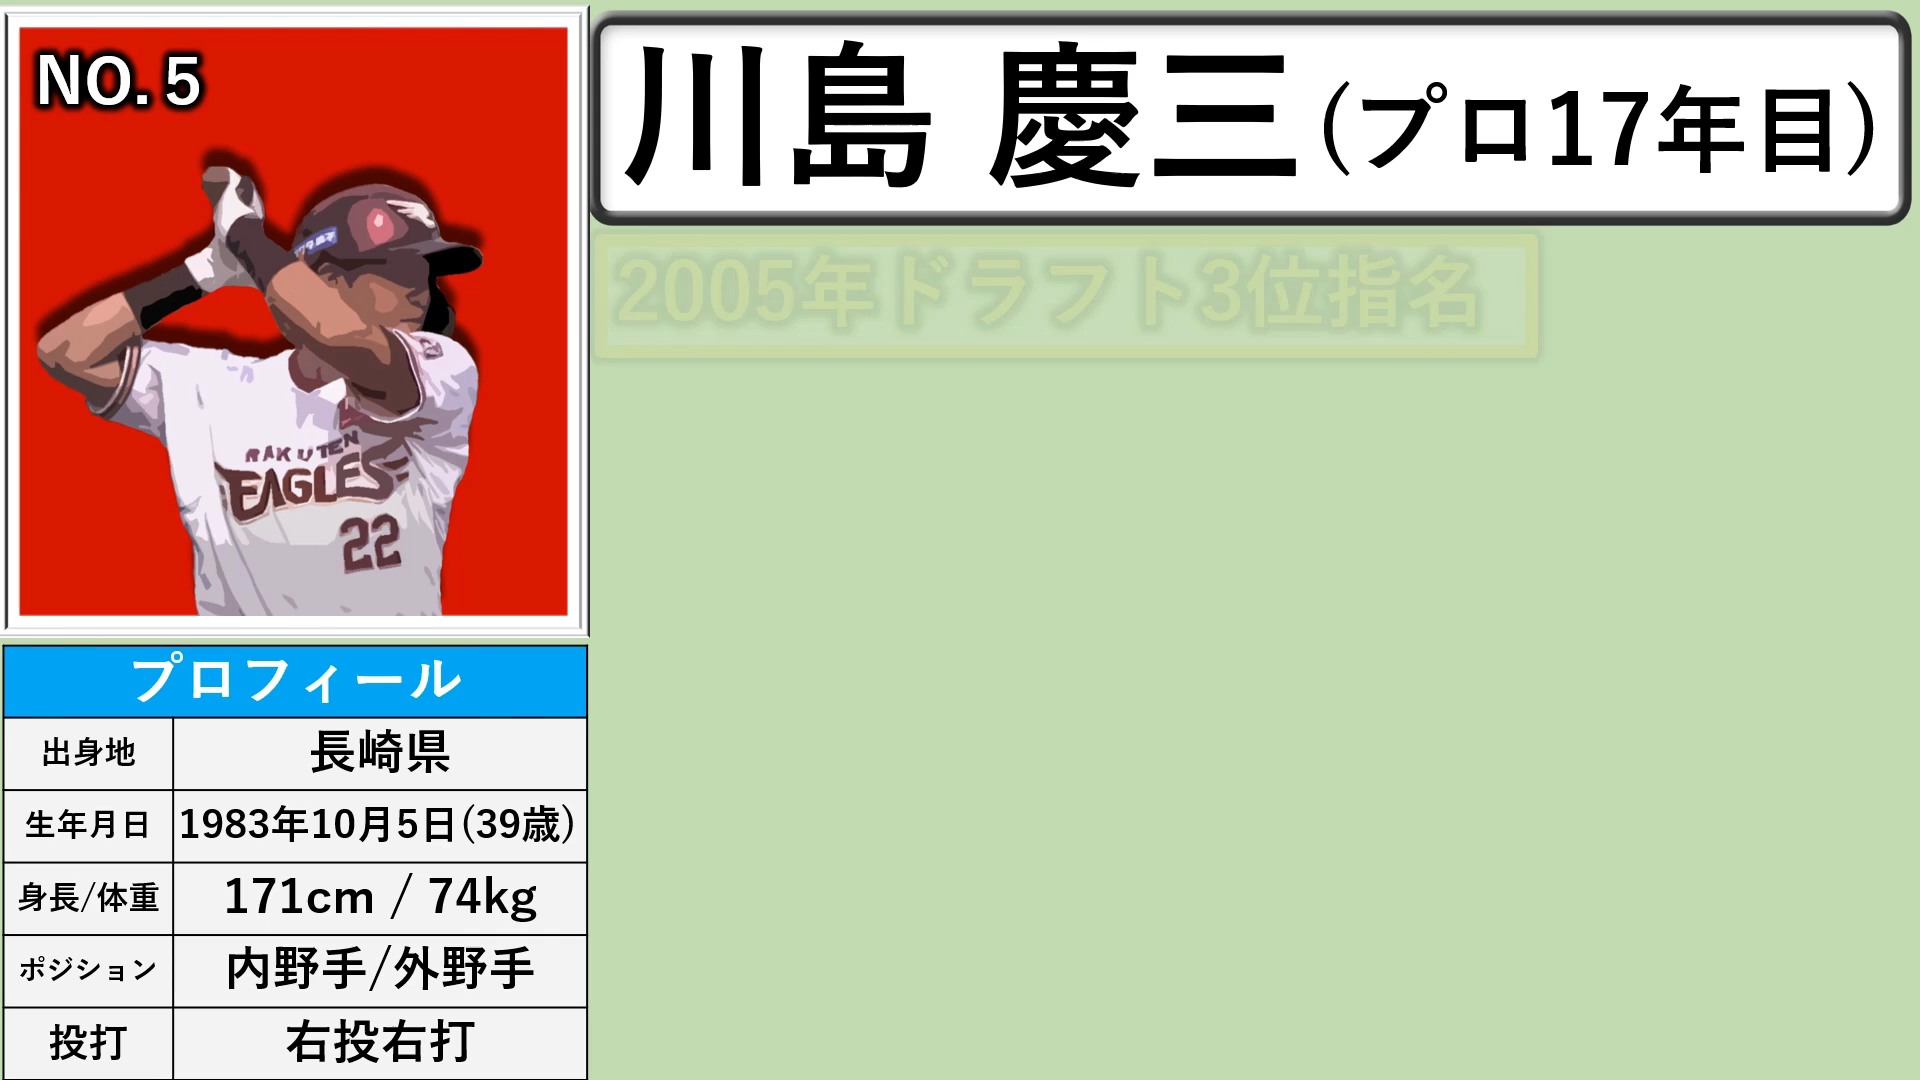 NO.5
川島 慶三(プロ17年目)
2005年ドラフト3位指名
RAKUTEN
EAGLES
22
プロフィール
出身地 長崎県
生年月日 1983年10月5日(39歳)
身長/体重 171cm / 74kg
ポジション 内野手/外野手
投打 右投右打